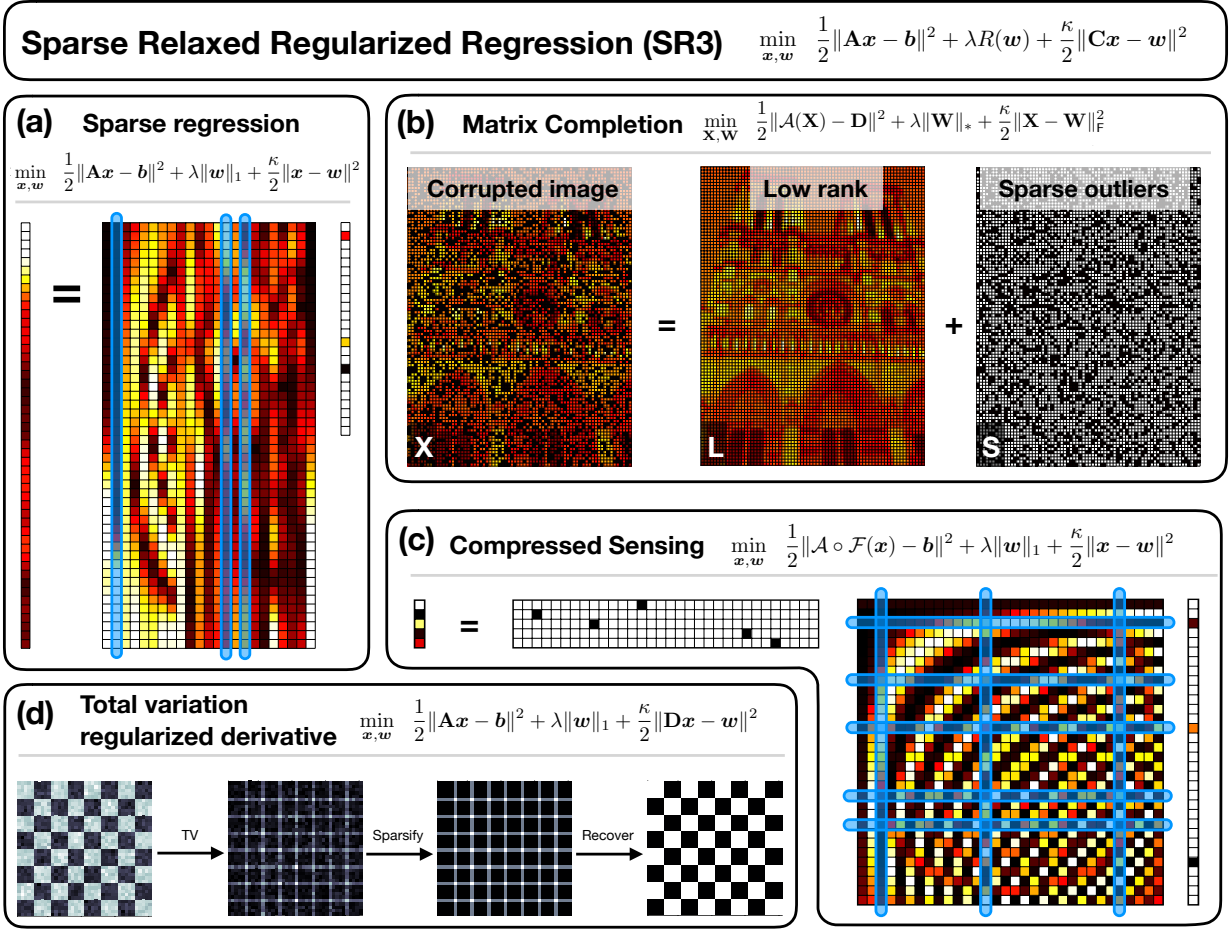 Sparse Relaxed Regularized Regression (SR3) min_{x,w} 1/2‖Ax − b‖² + λR(w) + κ/2‖Cx − w‖²
(a) Sparse regression
min_{x,w} 1/2‖Ax − b‖² + λ‖w‖₁ + κ/2‖x − w‖²
=
(b) Matrix Completion min_{X,W} 1/2‖𝒜(X) − D‖² + λ‖W‖_* + κ/2‖X − W‖²_F
Corrupted image Low rank Sparse outliers
= +
X L S
(c) Compressed Sensing min_{x,w} 1/2‖𝒜 ∘ ℱ(x) − b‖² + λ‖w‖₁ + κ/2‖x − w‖²
=
(d) Total variation
regularized derivative min_{x,w} 1/2‖Ax − b‖² + λ‖w‖₁ + κ/2‖Dx − w‖²
TV Sparsify Recover